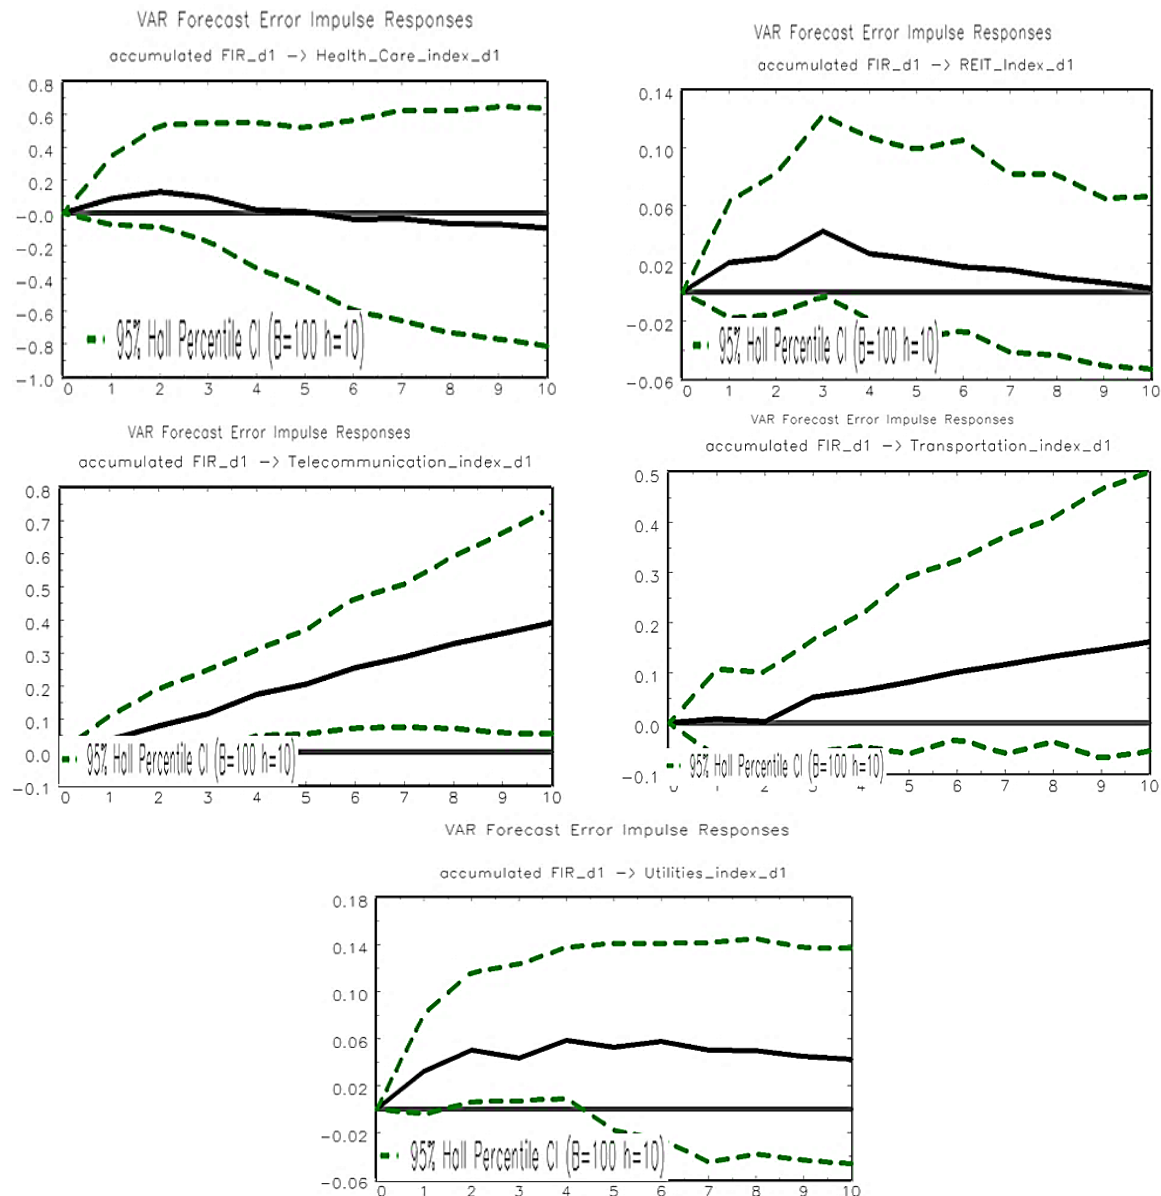 VAR Forecast Error Impulse Responses
accumulated FIR_d1 -> Health_Care_index_d1
0.8
0.6
0.4
0.2
-0.0
-0.2
-0.4
-0.6
-0.8
-1.0
95% Hall Percentile CI (B=100 h=10)
0 1 2 3 4 5 6 7 8 9 10
VAR Forecast Error Impulse Responses
accumulated FIR_d1 -> REIT_Index_d1
0.14
0.10
0.06
0.02
-0.02
-0.06
95% Hall Percentile CI (B=100 h=10)
0 1 2 3 4 5 6 7 8 9 10
VAR Forecast Error Impulse Responses
accumulated FIR_d1 -> Telecommunication_index_d1
0.8
0.7
0.6
0.5
0.4
0.3
0.2
0.1
0.0
-0.1
95% Hall Percentile CI (B=100 h=10)
0 1 2 3 4 5 6 7 8 9 10
VAR Forecast Error Impulse Responses
accumulated FIR_d1 -> Transportation_index_d1
0.5
0.4
0.3
0.2
0.1
0.0
-0.1
95% Hall Percentile CI (B=100 h=10)
5 6 7 8 9 10
VAR Forecast Error Impulse Responses
accumulated FIR_d1 -> Utilities_index_d1
0.18
0.14
0.10
0.06
0.02
-0.02
-0.06
95% Hall Percentile CI (B=100 h=10)
0 1 2 3 4 5 6 7 8 9 10